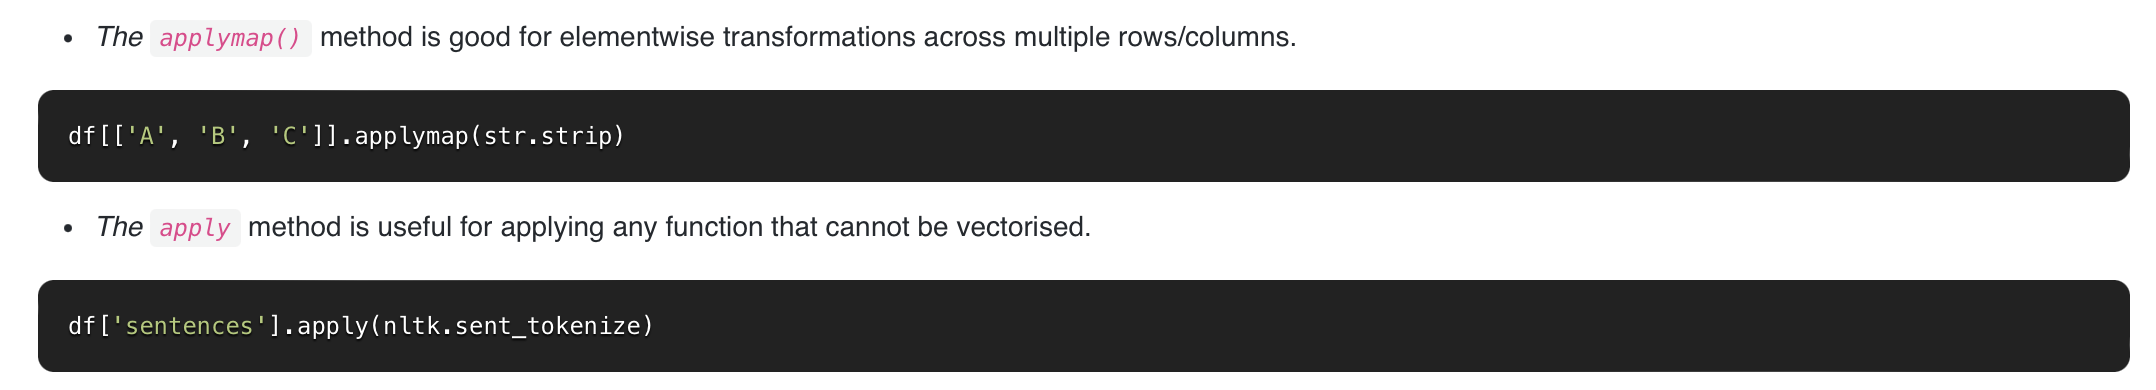 • The applymap() method is good for elementwise transformations across multiple rows/columns.
df[['A', 'B', 'C']].applymap(str.strip)
• The apply method is useful for applying any function that cannot be vectorised.
df['sentences'].apply(nltk.sent_tokenize)